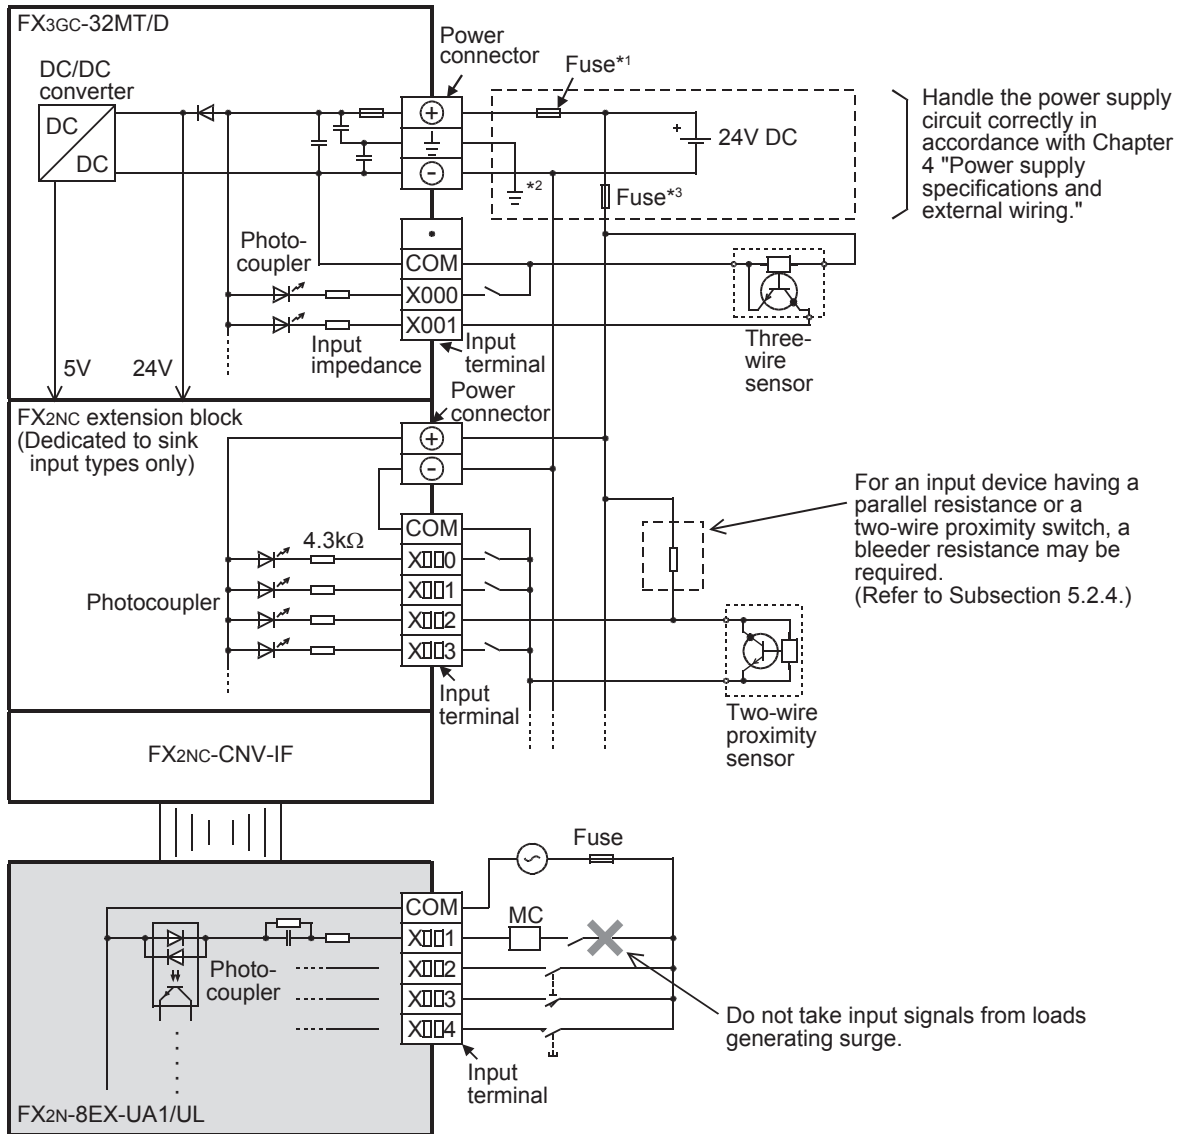 FX3GC-32MT/D
Power
connector
Fuse*1
DC/DC
converter
DC
DC
+
⏚
-
+
24V DC
*2
Fuse*3
Handle the power supply
circuit correctly in
accordance with Chapter
4 "Power supply
specifications and
external wiring."
•
COM
X000
X001
Photo-
coupler
Input
impedance
Input
terminal
Three-
wire
sensor
5V
24V
FX2NC extension block
(Dedicated to sink
input types only)
Power
connector
+
-
COM
X□□0
X□□1
X□□2
X□□3
4.3kΩ
Photocoupler
For an input device having a
parallel resistance or a
two-wire proximity switch, a
bleeder resistance may be
required.
(Refer to Subsection 5.2.4.)
Input
terminal
Two-wire
proximity
sensor
FX2NC-CNV-IF
Fuse
COM
X□□1
X□□2
X□□3
X□□4
MC
Photo-
coupler
Do not take input signals from loads
generating surge.
Input
terminal
FX2N-8EX-UA1/UL